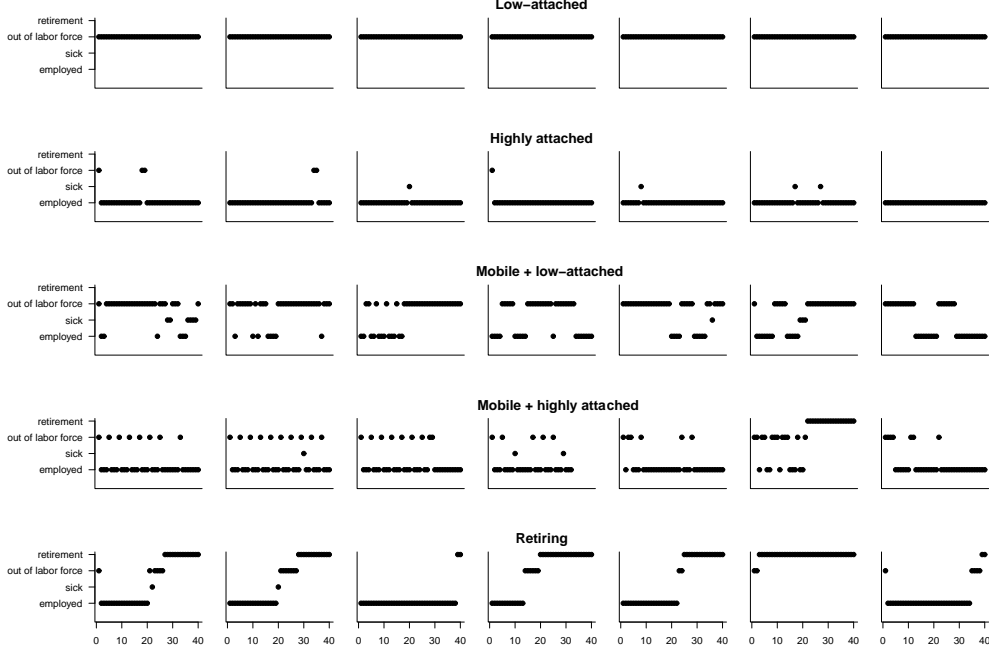 Low−attached
retirement
out of labor force
sick
employed
Highly attached
retirement
out of labor force
sick
employed
Mobile + low−attached
retirement
out of labor force
sick
employed
Mobile + highly attached
retirement
out of labor force
sick
employed
Retiring
retirement
out of labor force
sick
employed
0 10 20 30 40 0 10 20 30 40 0 10 20 30 40 0 10 20 30 40 0 10 20 30 40 0 10 20 30 40 0 10 20 30 40